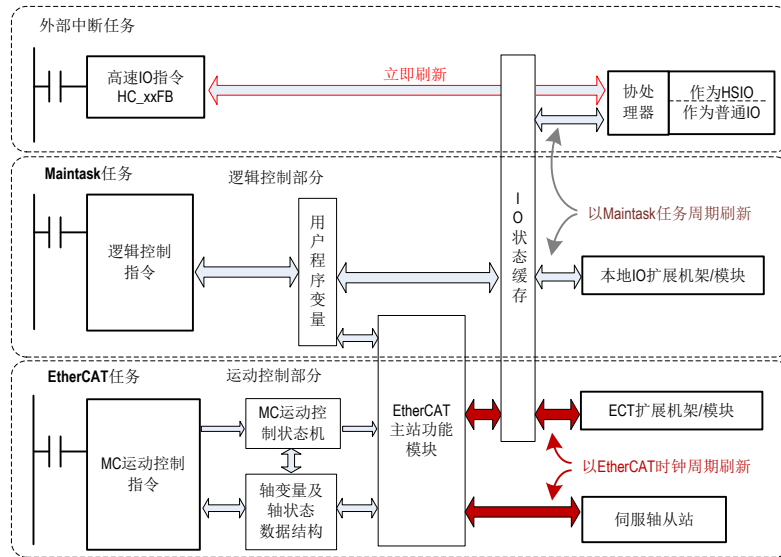 外部中断任务
高速IO指令
HC_xxFB
立即刷新
协处
理器
作为HSIO
作为普通IO
Maintask任务
逻辑控制部分
逻辑控制
指令
用户程序变量
IO状态缓存
以Maintask任务周期刷新
本地IO扩展机架/模块
EtherCAT任务
运动控制部分
MC运动控制
指令
MC运动控
制状态机
轴变量及
轴状态
数据结构
EtherCAT
主站功能
模块
ECT扩展机架/模块
以EtherCAT时钟周期刷新
伺服轴从站